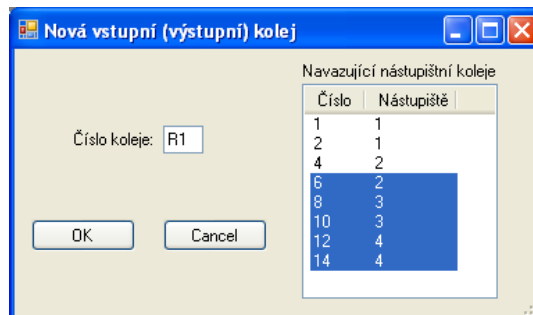 Nová vstupní (výstupní) kolej
Navazující nástupištní koleje
Číslo Nástupiště
1 1
2 1
4 2
6 2
8 3
10 3
12 4
14 4
Číslo koleje: R1
OK Cancel